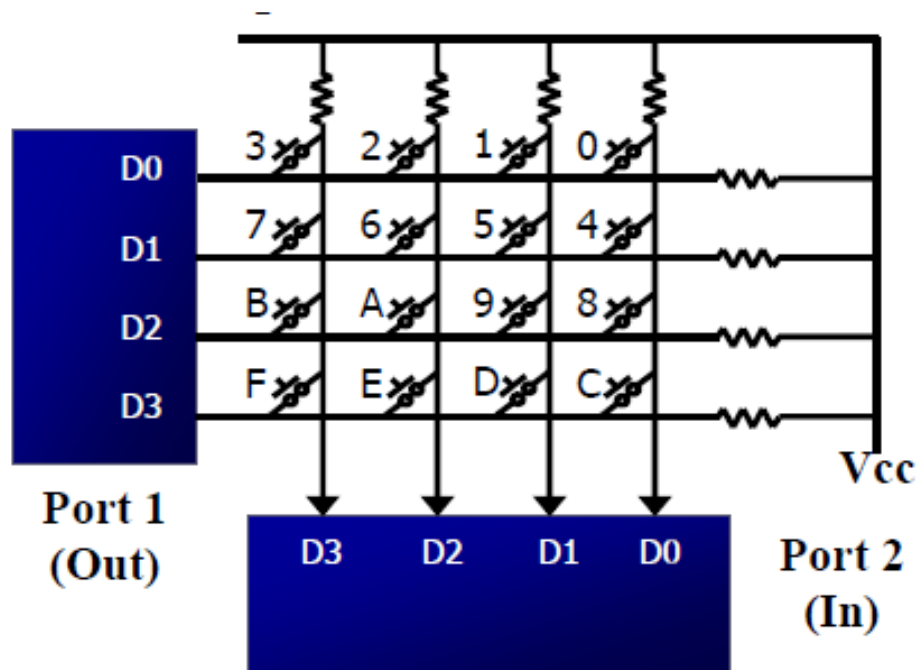 D0 3 2 1 0
D1 7 6 5 4
D2 B A 9 8
D3 F E D C
Vcc
Port 1
(Out)
D3 D2 D1 D0
Port 2
(In)